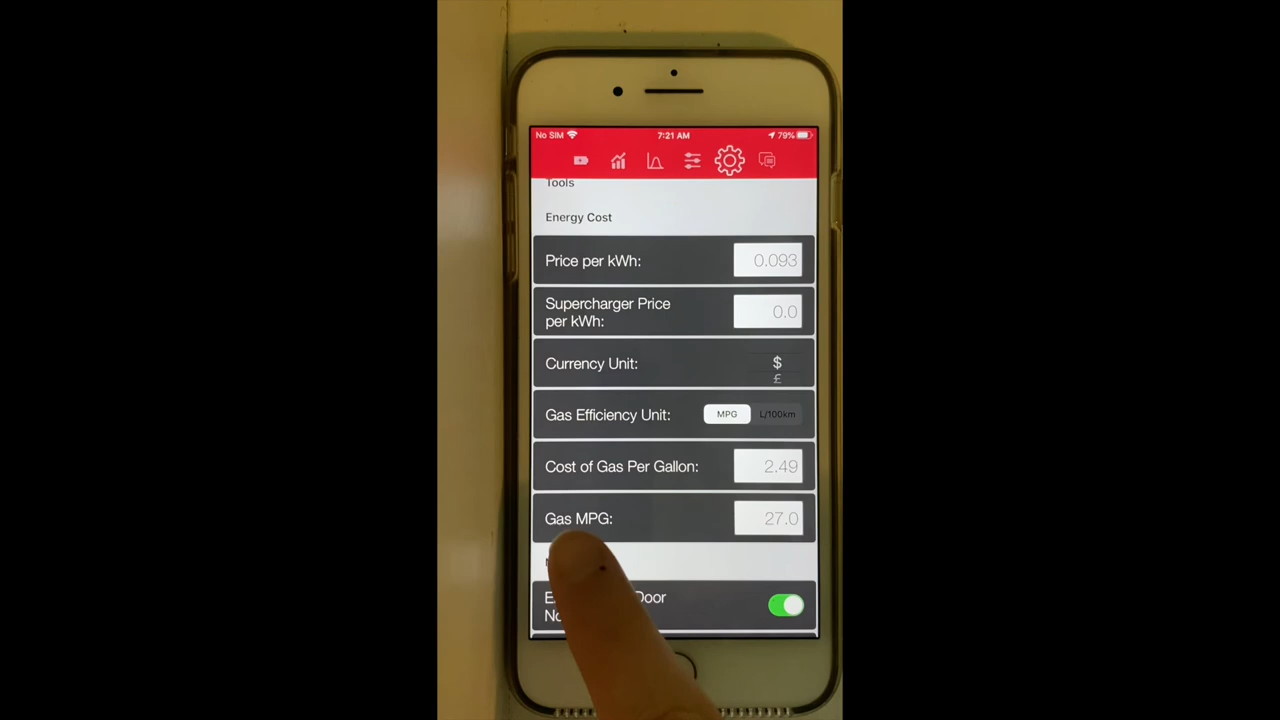 No SIM 7:21 AM 79%
Tools
Energy Cost
Price per kWh: 0.093
Supercharger Price
per kWh: 0.0
Currency Unit: $
£
Gas Efficiency Unit: MPG L/100km
Cost of Gas Per Gallon: 2.49
Gas MPG: 27.0
Door